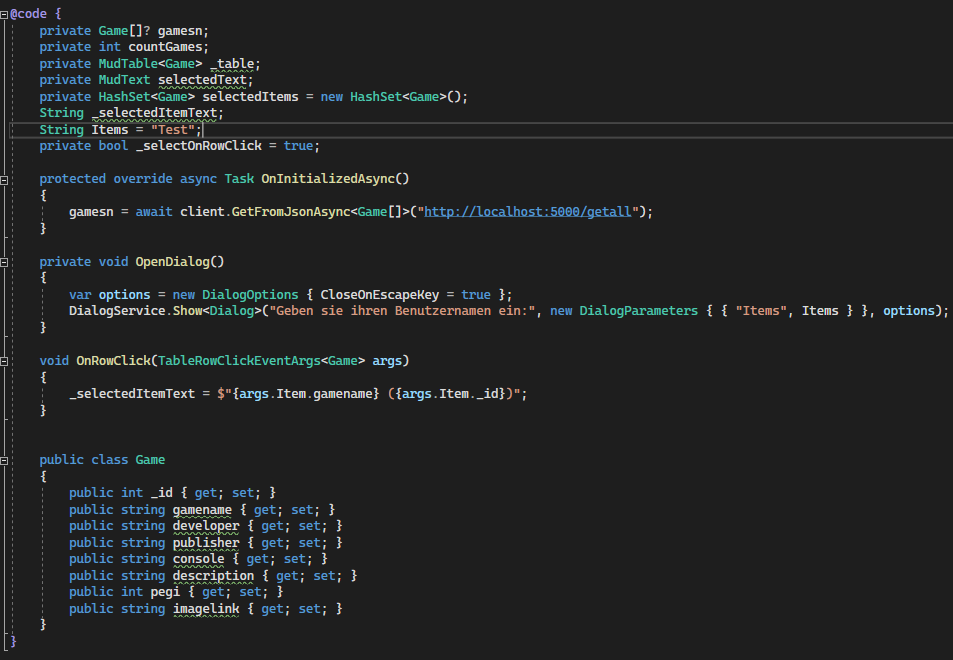 @code {
    private Game[]? gamesn;
    private int countGames;
    private MudTable<Game> _table;
    private MudText selectedText;
    private HashSet<Game> selectedItems = new HashSet<Game>();
    String _selectedItemText;
    String Items = "Test";
    private bool _selectOnRowClick = true;

    protected override async Task OnInitializedAsync()
    {
        gamesn = await client.GetFromJsonAsync<Game[]>("http://localhost:5000/getall");
    }

    private void OpenDialog()
    {
        var options = new DialogOptions { CloseOnEscapeKey = true };
        DialogService.Show<Dialog>("Geben sie ihren Benutzernamen ein:", new DialogParameters { { "Items", Items } }, options);
    }

    void OnRowClick(TableRowClickEventArgs<Game> args)
    {
        _selectedItemText = $"{args.Item.gamename} ({args.Item._id})";
    }


    public class Game
    {
        public int _id { get; set; }
        public string gamename { get; set; }
        public string developer { get; set; }
        public string publisher { get; set; }
        public string console { get; set; }
        public string description { get; set; }
        public int pegi { get; set; }
        public string imagelink { get; set; }
    }
}